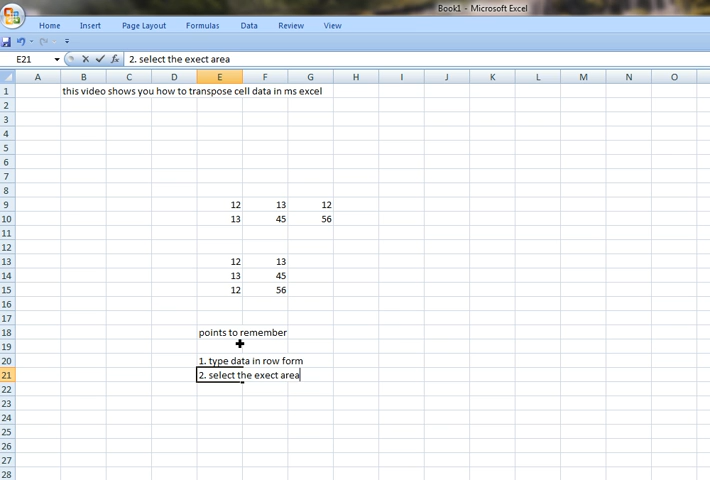 Book1 - Microsoft Excel
Home Insert Page Layout Formulas Data Review View
E21 fx 2. select the exect area
A B C D E F G H I J K L M N O
1 this video shows you how to transpose cell data in ms excel
2
3
4
5
6
7
8
9 12 13 12
10 13 45 56
11
12
13 12 13
14 13 45
15 12 56
16
17
18 points to remember
19
20 1. type data in row form
21 2. select the exect area
22
23
24
25
26
27
28